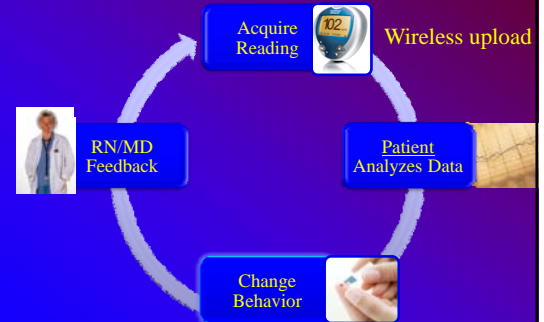 Acquire
Reading
102
Wireless upload
Patient
Analyzes Data
Change
Behavior
RN/MD
Feedback